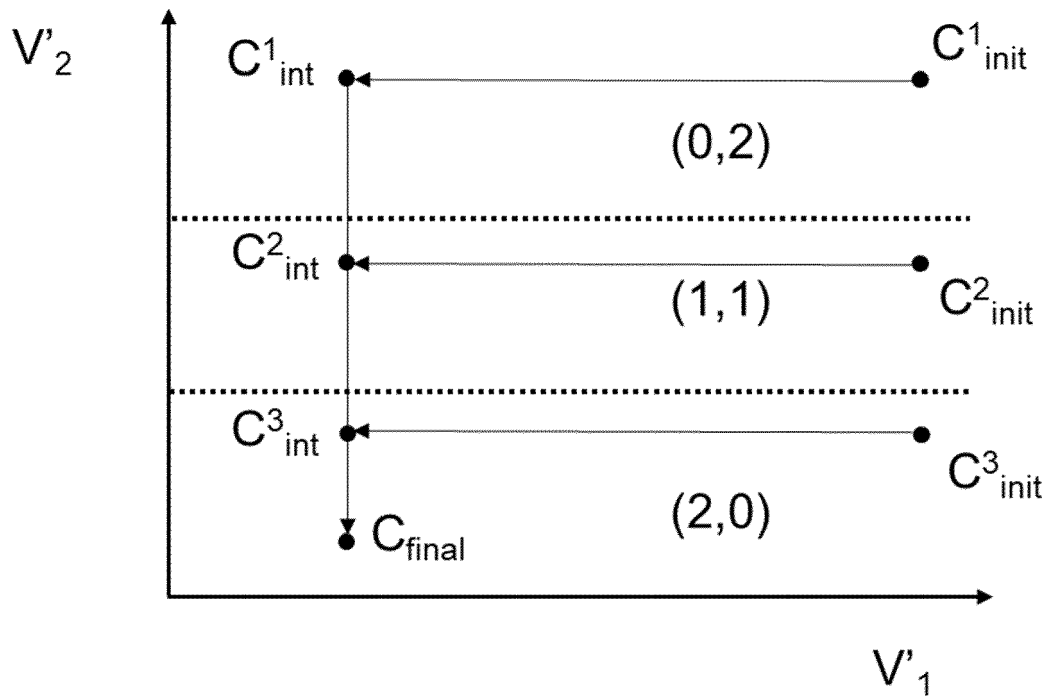 V’2
C1int
C1init
(0,2)
C2int
(1,1)
C2init
C3int
C3init
(2,0)
Cfinal
V’1